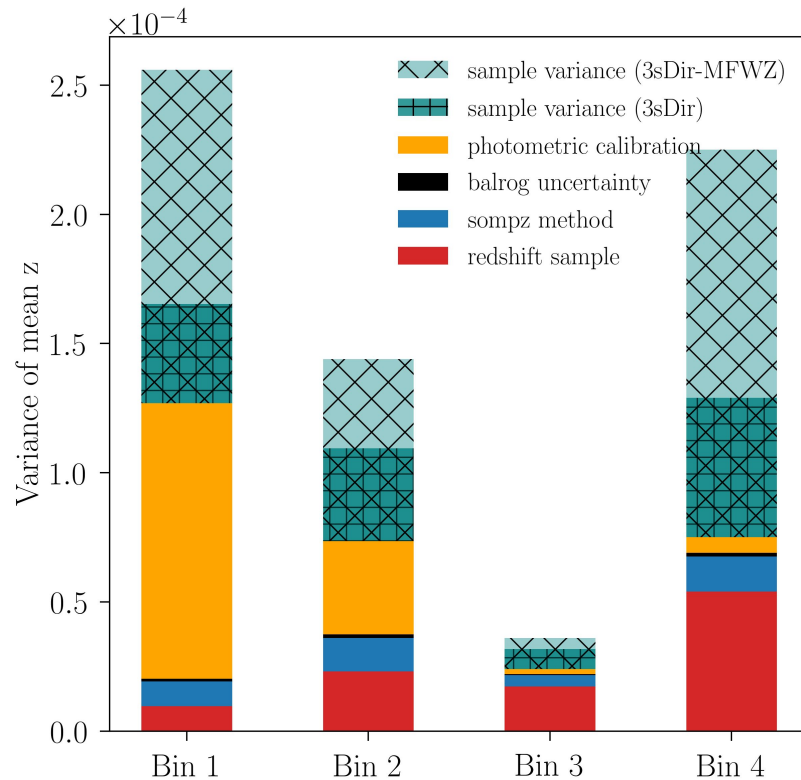 ×10⁻⁴
Variance of mean z
2.5
2.0
1.5
1.0
0.5
0.0
sample variance (3sDir-MFWZ)
sample variance (3sDir)
photometric calibration
balrog uncertainty
sompz method
redshift sample
Bin 1 Bin 2 Bin 3 Bin 4